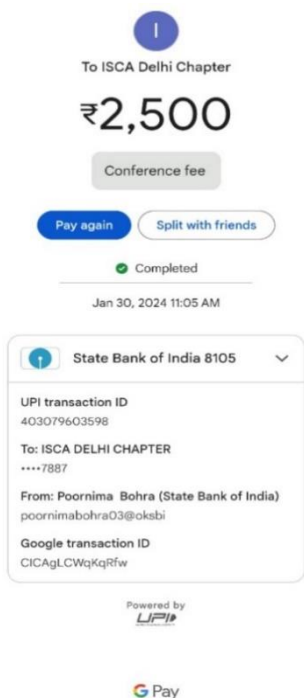 I
To ISCA Delhi Chapter
₹2,500
Conference fee
Pay again
Split with friends
Completed
Jan 30, 2024 11:05 AM
State Bank of India 8105
UPI transaction ID
403079603598
To: ISCA DELHI CHAPTER
••••7887
From: Poornima Bohra (State Bank of India)
poornimabohra03@oksbi
Google transaction ID
CICAgLCWqKqRfw
Powered by
UPI
G Pay